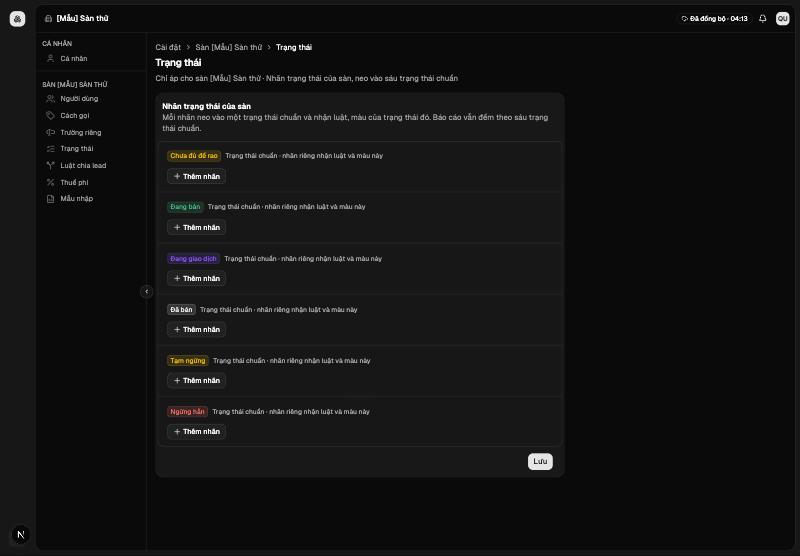 [Mẫu] Sàn thử
Đã đồng bộ · 04:13
QU
CÁ NHÂN
Cá nhân
SÀN [MẪU] SÀN THỬ
Người dùng
Cách gọi
Trường riêng
Trạng thái
Luật chia lead
Thuế phí
Mẫu nhập
Cài đặt > Sàn [Mẫu] Sàn thử > Trạng thái
Trạng thái
Chỉ áp cho sàn [Mẫu] Sàn thử · Nhãn trạng thái của sàn, neo vào sáu trạng thái chuẩn
Nhãn trạng thái của sàn
Mỗi nhãn neo vào một trạng thái chuẩn và nhận luật, màu của trạng thái đó. Báo cáo vẫn đếm theo sáu trạng
thái chuẩn.
Chưa đủ để rao Trạng thái chuẩn · nhãn riêng nhận luật và màu này
+ Thêm nhãn
Đang bán Trạng thái chuẩn · nhãn riêng nhận luật và màu này
+ Thêm nhãn
Đang giao dịch Trạng thái chuẩn · nhãn riêng nhận luật và màu này
+ Thêm nhãn
Đã bán Trạng thái chuẩn · nhãn riêng nhận luật và màu này
+ Thêm nhãn
Tạm ngừng Trạng thái chuẩn · nhãn riêng nhận luật và màu này
+ Thêm nhãn
Ngừng hẳn Trạng thái chuẩn · nhãn riêng nhận luật và màu này
+ Thêm nhãn
Lưu
N